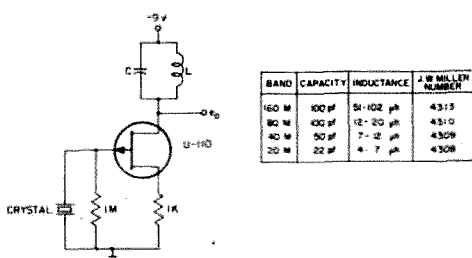 -9V
C
L
e₀
U-110
CRYSTAL
1M
1K
BAND CAPACITY INDUCTANCE J.W. MILLER NUMBER
160 M 100 pf 51-102 µh 4313
80 M 100 pf 12-20 µh 4310
40 M 50 pf 7-12 µh 4309
20 M 22 pf 4-7 µh 4308